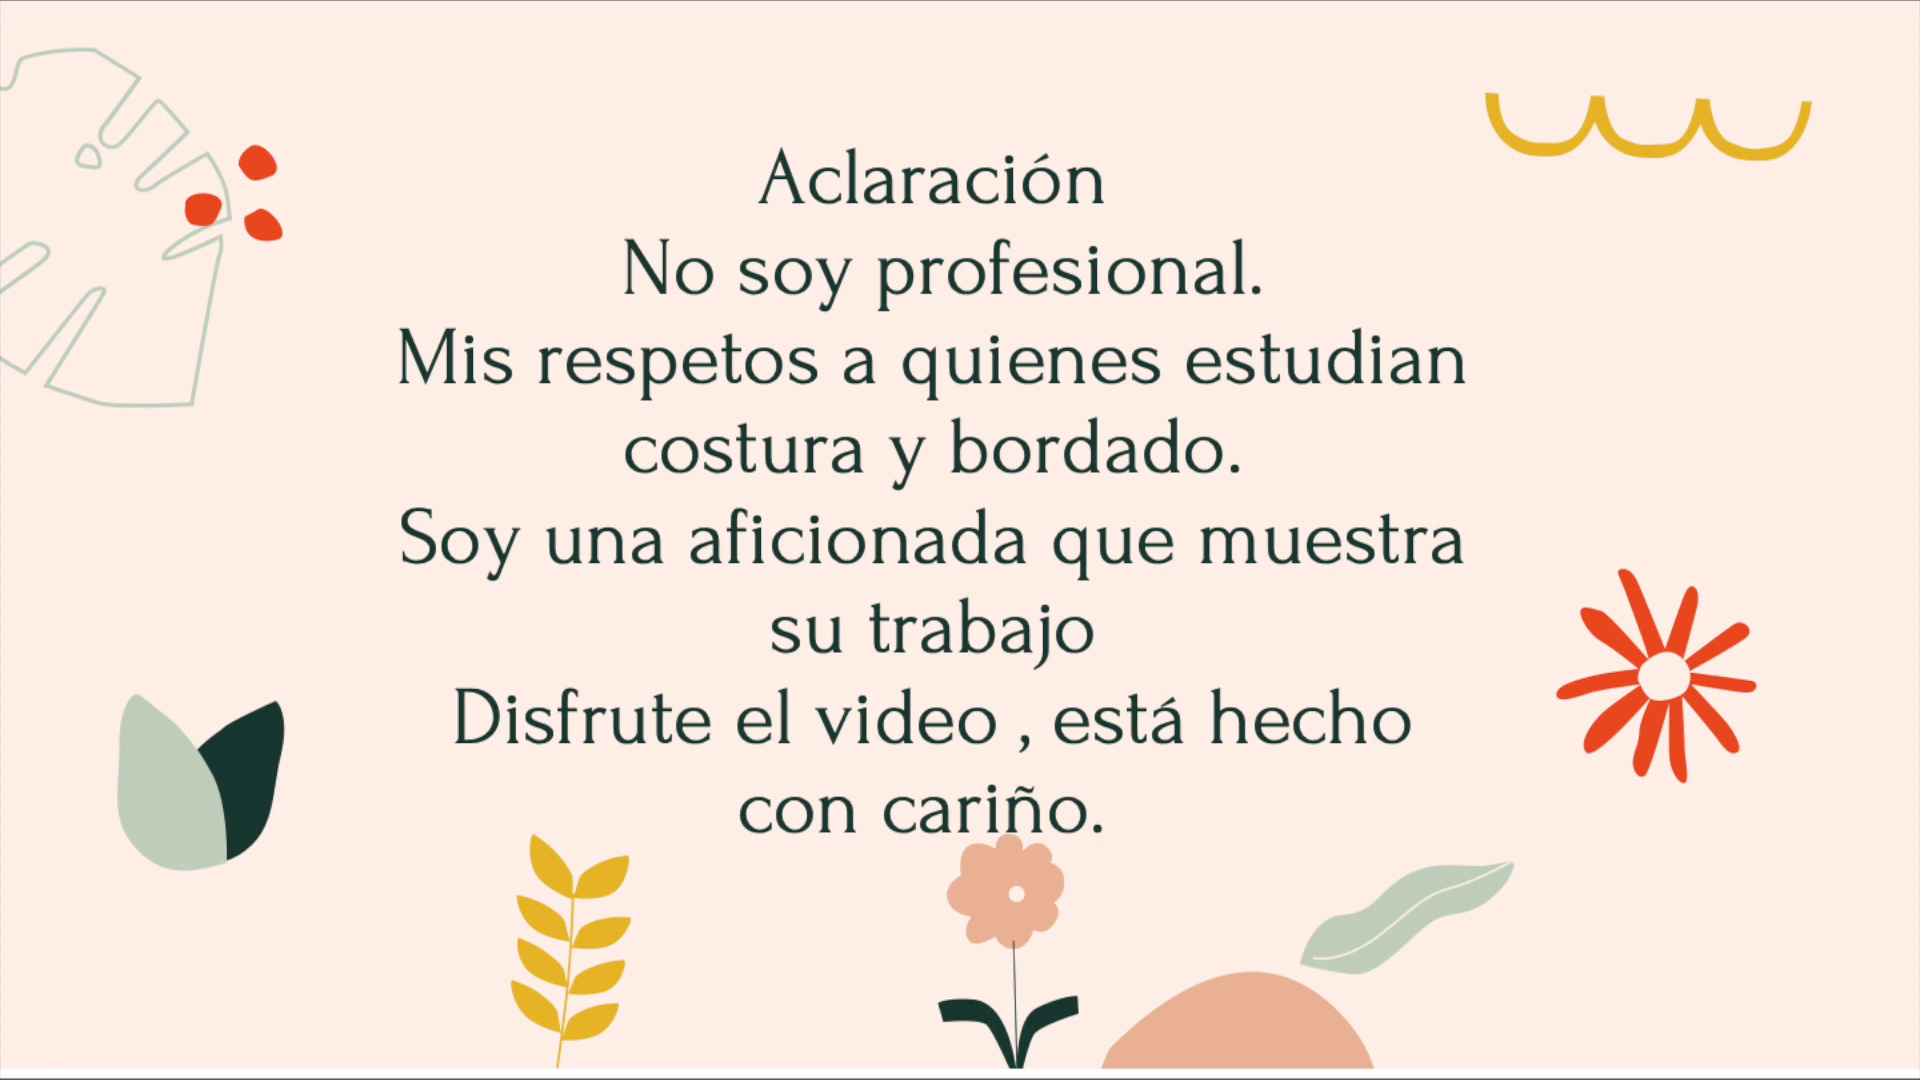 Aclaración
No soy profesional.
Mis respetos a quienes estudian
costura y bordado.
Soy una aficionada que muestra
su trabajo
Disfrute el video , está hecho
con cariño.